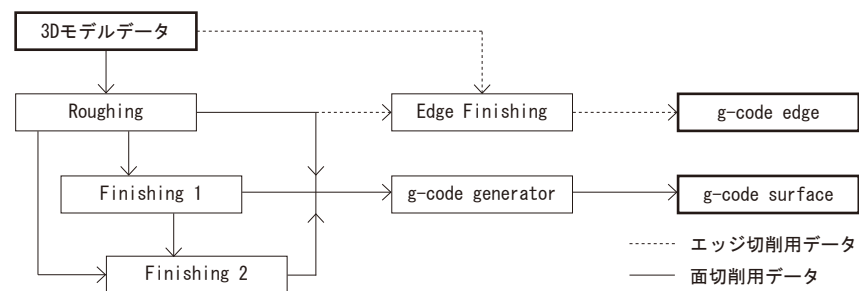 3Dモデルデータ
Roughing
Edge Finishing
g-code edge
Finishing 1
g-code generator
g-code surface
Finishing 2
エッジ切削用データ
面切削用データ